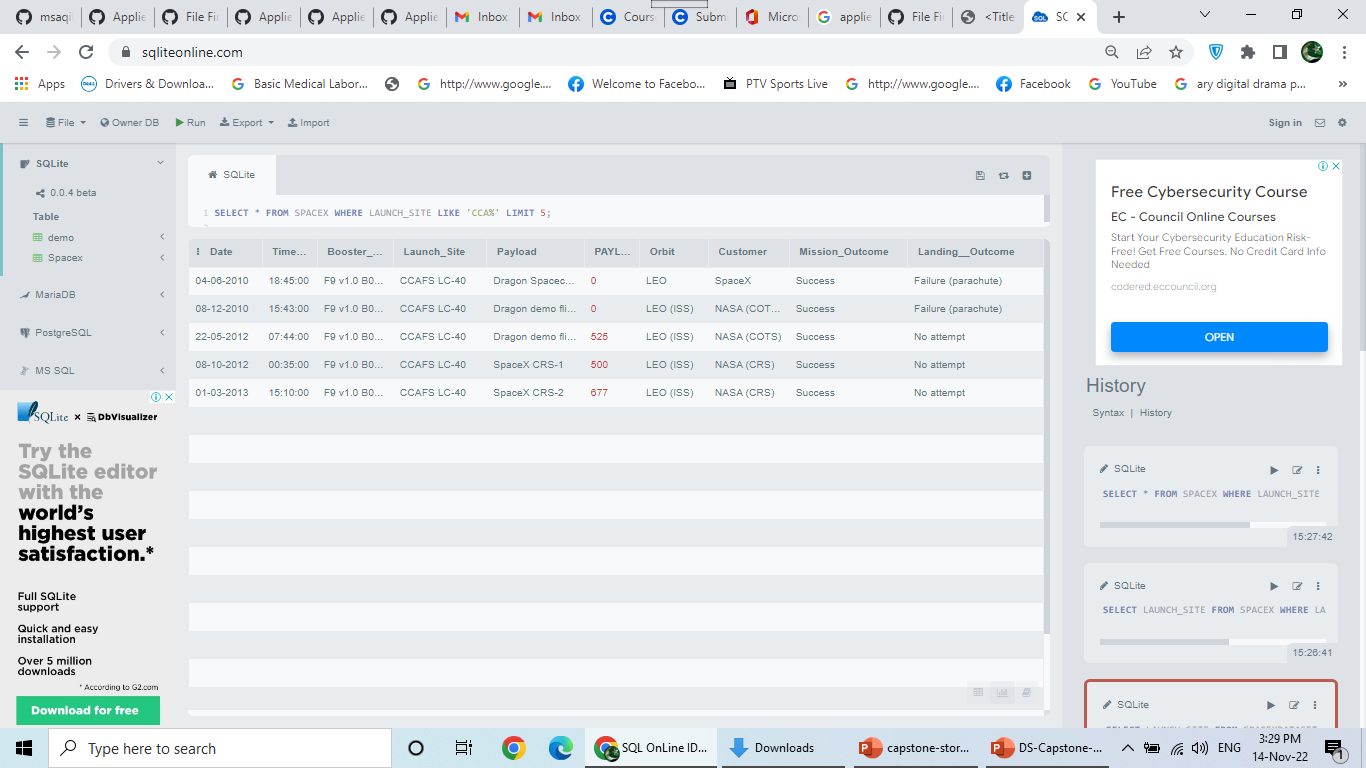 msaqi
Applie
File Fi
Applie
Applie
Applie
Inbox
Inbox
Cours
Subm
Micro
applie
File Fi
<Title
SC
sqliteonline.com
Apps
Drivers & Downloa...
Basic Medical Labor...
http://www.google....
Welcome to Facebo...
PTV Sports Live
http://www.google....
Facebook
YouTube
ary digital drama p...
»
File
Owner DB
Run
Export
Import
Sign in
SQLite
0.0.4 beta
Table
demo
Spacex
MariaDB
PostgreSQL
MS SQL
SQLite x DbVisualizer
Try the
SQLite editor
with the
world's
highest user
satisfaction.*
Full SQLite
support
Quick and easy
installation
Over 5 million
downloads
* According to G2.com
Download for free
SQLite
1 SELECT * FROM SPACEX WHERE LAUNCH_SITE LIKE 'CCA%' LIMIT 5;
Date Time... Booster_... Launch_Site Payload PAYL... Orbit Customer Mission_Outcome Landing__Outcome
04-06-2010 18:45:00 F9 v1.0 B0... CCAFS LC-40 Dragon Spacec... 0 LEO SpaceX Success Failure (parachute)
08-12-2010 15:43:00 F9 v1.0 B0... CCAFS LC-40 Dragon demo fli... 0 LEO (ISS) NASA (COT... Success Failure (parachute)
22-05-2012 07:44:00 F9 v1.0 B0... CCAFS LC-40 Dragon demo fli... 525 LEO (ISS) NASA (COTS) Success No attempt
08-10-2012 00:35:00 F9 v1.0 B0... CCAFS LC-40 SpaceX CRS-1 500 LEO (ISS) NASA (CRS) Success No attempt
01-03-2013 15:10:00 F9 v1.0 B0... CCAFS LC-40 SpaceX CRS-2 677 LEO (ISS) NASA (CRS) Success No attempt
Free Cybersecurity Course
EC - Council Online Courses
Start Your Cybersecurity Education Risk-
Free! Get Free Courses. No Credit Card Info
Needed
codered.eccouncil.org
OPEN
History
Syntax | History
SQLite
SELECT * FROM SPACEX WHERE LAUNCH_SITE
15:27:42
SQLite
SELECT LAUNCH_SITE FROM SPACEX WHERE LA
15:26:41
SQLite
Type here to search
SQL OnLine ID...
Downloads
capstone-stor...
DS-Capstone-...
ENG
3:29 PM
14-Nov-22
1